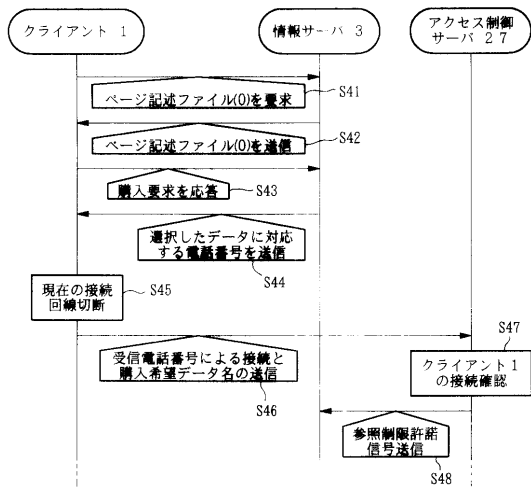 クライアント 1
情報サーバ 3
アクセス制御
サーバ 2 7
ページ記述ファイル(0)を要求
S41
ページ記述ファイル(0)を送信
S42
購入要求を応答
S43
選択したデータに対応
する電話番号を送信
S44
現在の接続
回線切断
S45
受信電話番号による接続と
購入希望データ名の送信
S46
S47
クライアント1
の接続確認
参照制限許諾
信号送信
S48